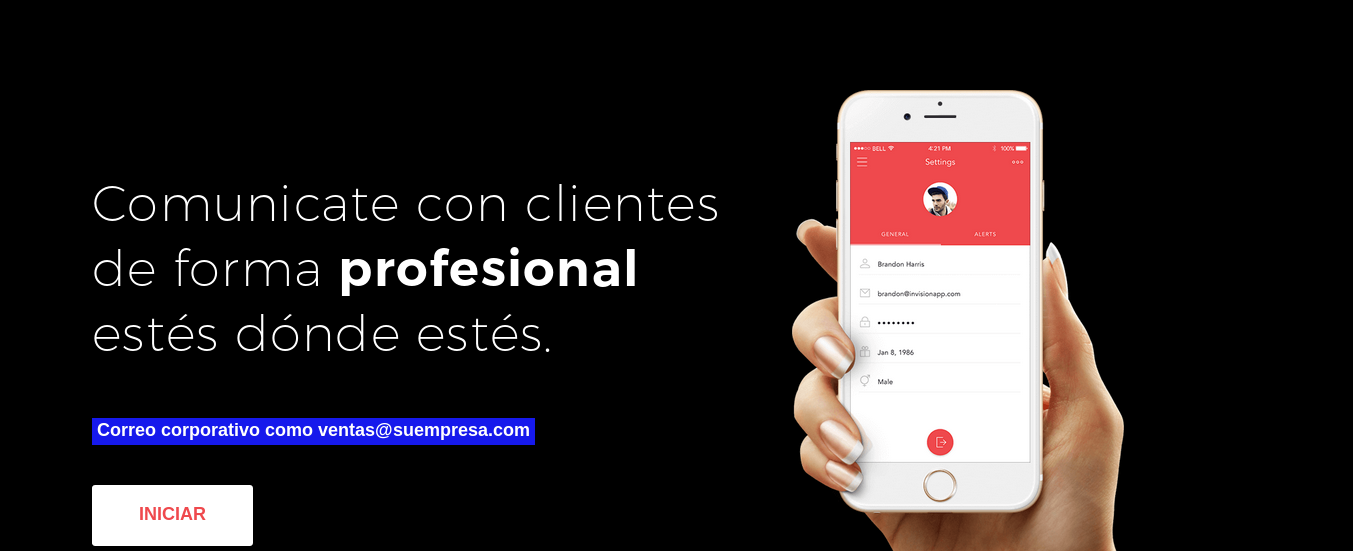 Comunicate con clientes
de forma profesional
estés dónde estés.
Correo corporativo como ventas@suempresa.com
INICIAR
BELL 4:21 PM 100%
Settings
GENERAL ALERTS
Brandon Harris
brandon@invisionapp.com
Jan 8, 1986
Male